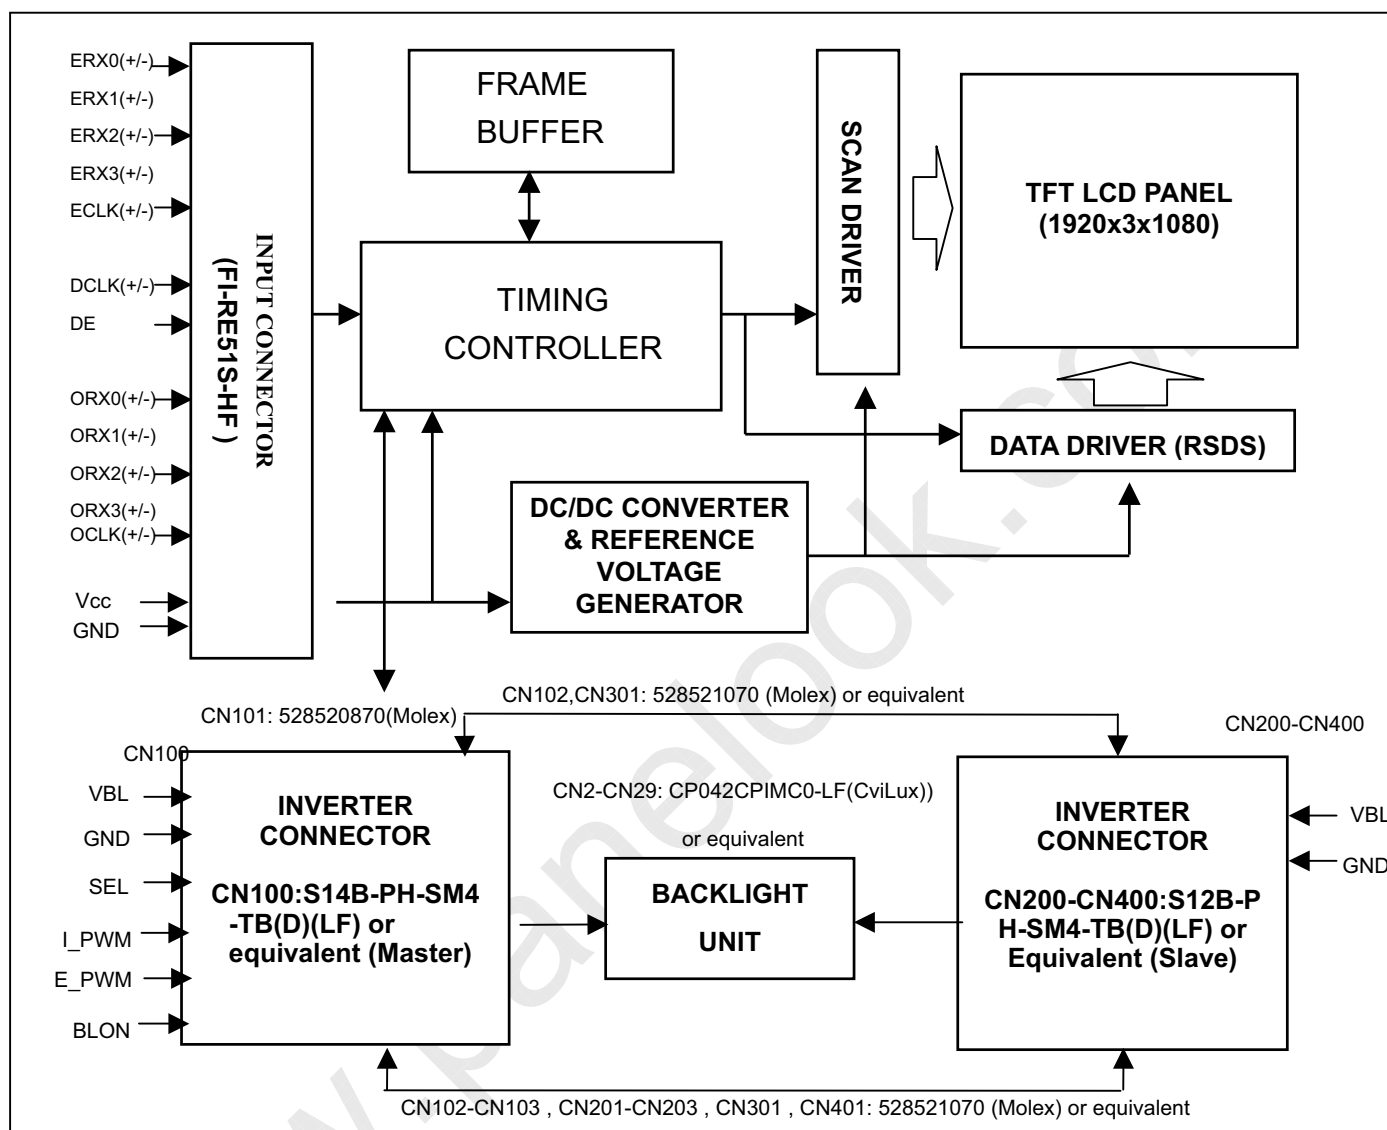 ERX0(+/-)
ERX1(+/-)
ERX2(+/-)
ERX3(+/-)
ECLK(+/-)
DCLK(+/-)
DE
ORX0(+/-)
ORX1(+/-)
ORX2(+/-)
ORX3(+/-)
OCLK(+/-)
Vcc
GND
INPUT CONNECTOR
(FI-RE51S-HF )
FRAME
BUFFER
TIMING
CONTROLLER
SCAN DRIVER
TFT LCD PANEL
(1920x3x1080)
DATA DRIVER (RSDS)
DC/DC CONVERTER
& REFERENCE
VOLTAGE
GENERATOR
CN102,CN301: 528521070 (Molex) or equivalent
CN101: 528520870(Molex)
CN200-CN400
CN100
VBL
GND
SEL
I_PWM
E_PWM
BLON
INVERTER
CONNECTOR
CN100:S14B-PH-SM4
-TB(D)(LF) or
equivalent (Master)
CN2-CN29: CP042CPIMC0-LF(CviLux))
or equivalent
BACKLIGHT
UNIT
INVERTER
CONNECTOR
CN200-CN400:S12B-P
H-SM4-TB(D)(LF) or
Equivalent (Slave)
VBL
GND
CN102-CN103 , CN201-CN203 , CN301 , CN401: 528521070 (Molex) or equivalent
www.panelook.com